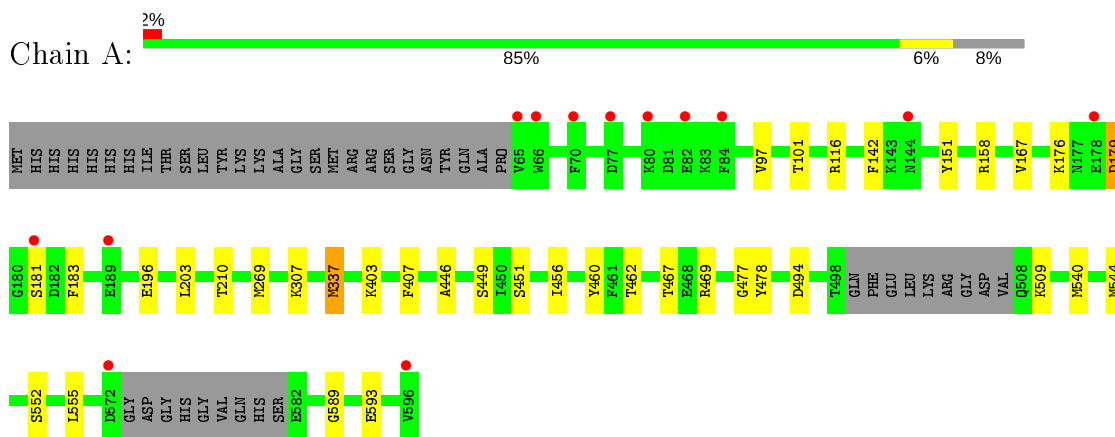 2%
Chain A:
85% 6% 8%
MET HIS HIS HIS HIS HIS HIS ILE THR SER LEU TYR LYS LYS ALA GLY SER MET ARG ARG SER GLY ASN TYR GLN ALA PRO V65 W66 F70 D77 K80 D81 E82 K83 F84 V97 T101 R116 F142 K143 N144 Y151 R158 V167 K176 N177 E178 D179
G180 S181 D182 F183 E189 E196 L203 T210 M269 K307 M337 K403 F407 A446 S449 I450 S451 I456 Y460 F461 T462 T467 E468 R469 G477 Y478 D494 T498 GLN PHE GLU LEU LYS ARG GLY ASP VAL Q508 K509 M540 M544
S552 L555 D572 GLY ASP GLY HIS GLY VAL GLN HIS SER E582 G589 E593 V596